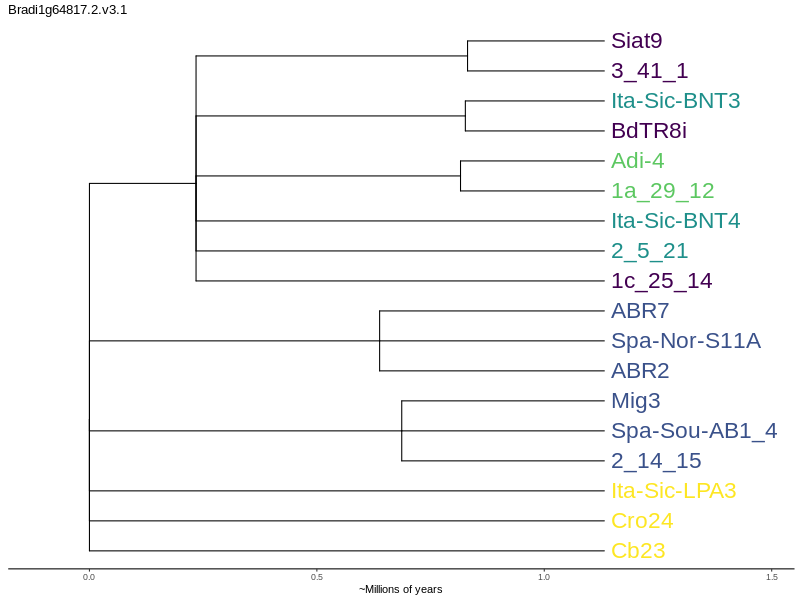 Bradi1g64817.2.v3.1
Siat9
3_41_1
Ita-Sic-BNT3
BdTR8i
Adi-4
1a_29_12
Ita-Sic-BNT4
2_5_21
1c_25_14
ABR7
Spa-Nor-S11A
ABR2
Mig3
Spa-Sou-AB1_4
2_14_15
Ita-Sic-LPA3
Cro24
Cb23
0.0 0.5 1.0 1.5
~Millions of years